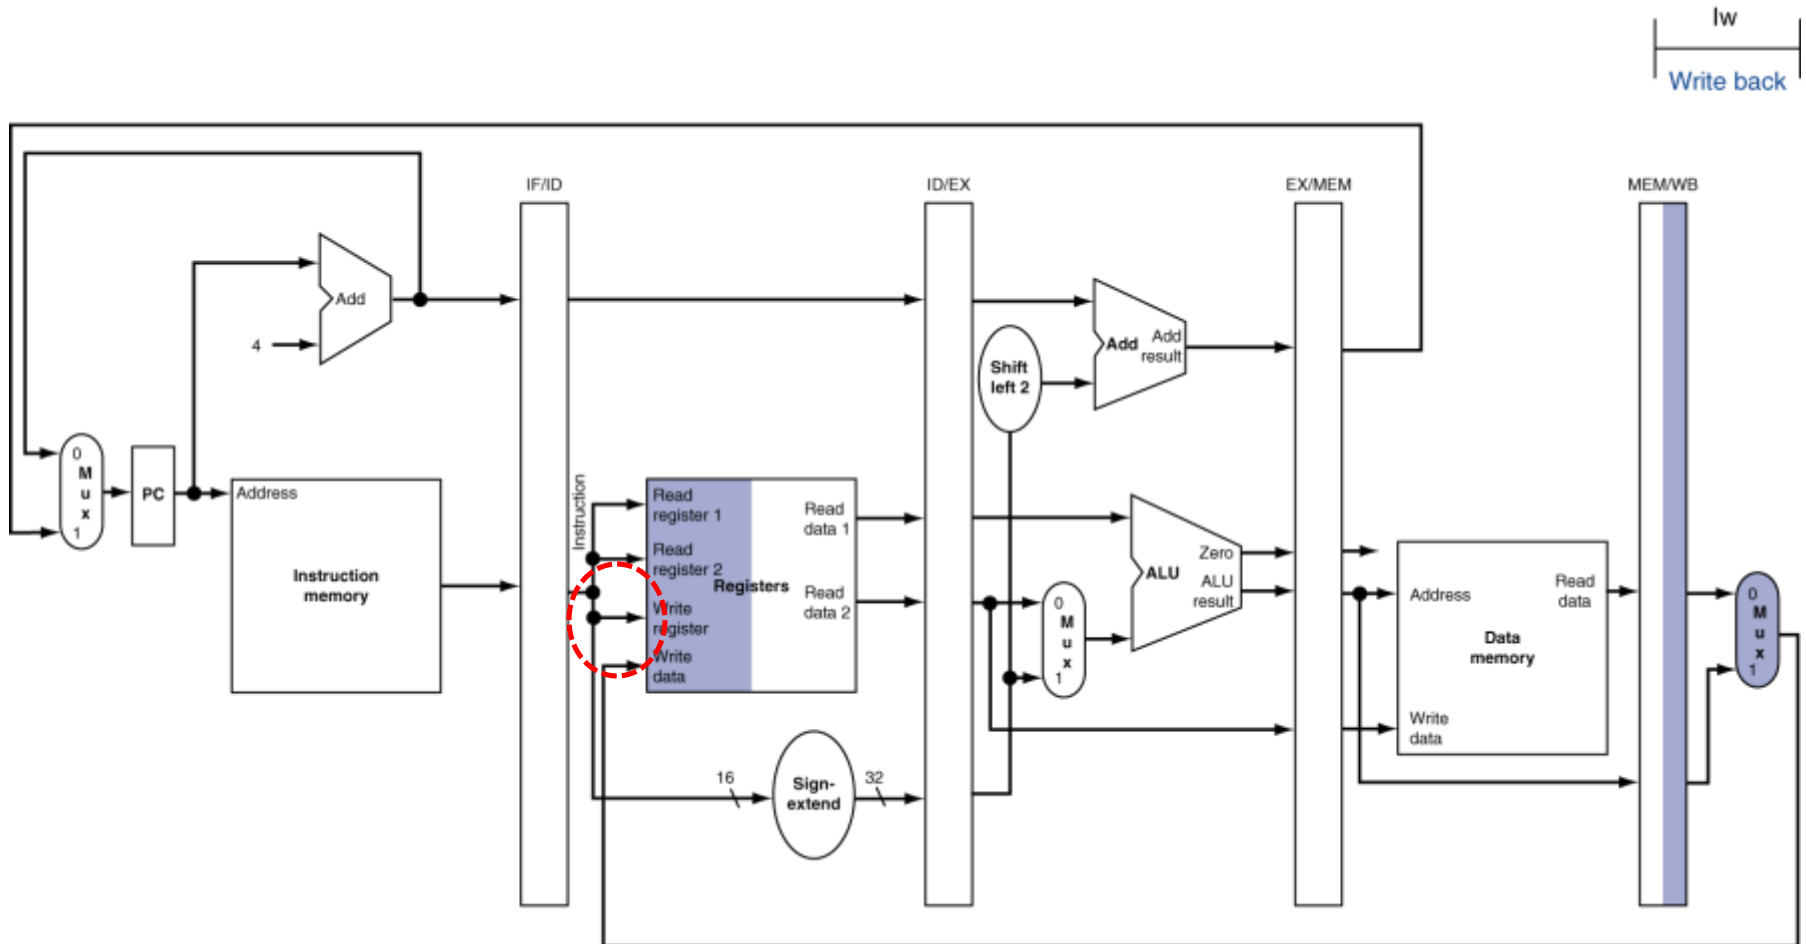 lw
Write back
IF/ID
ID/EX
EX/MEM
MEM/WB
Add
4
Shift
left 2
Add
Add
result
0
M
u
x
1
PC
Address
Instruction
memory
Instruction
Read
register 1
Read
register 2
Write
register
Write
data
Registers
Read
data 1
Read
data 2
16
Sign-
extend
32
0
M
u
x
1
Zero
ALU
ALU
result
Address
Read
data
Data
memory
Write
data
0
M
u
x
1